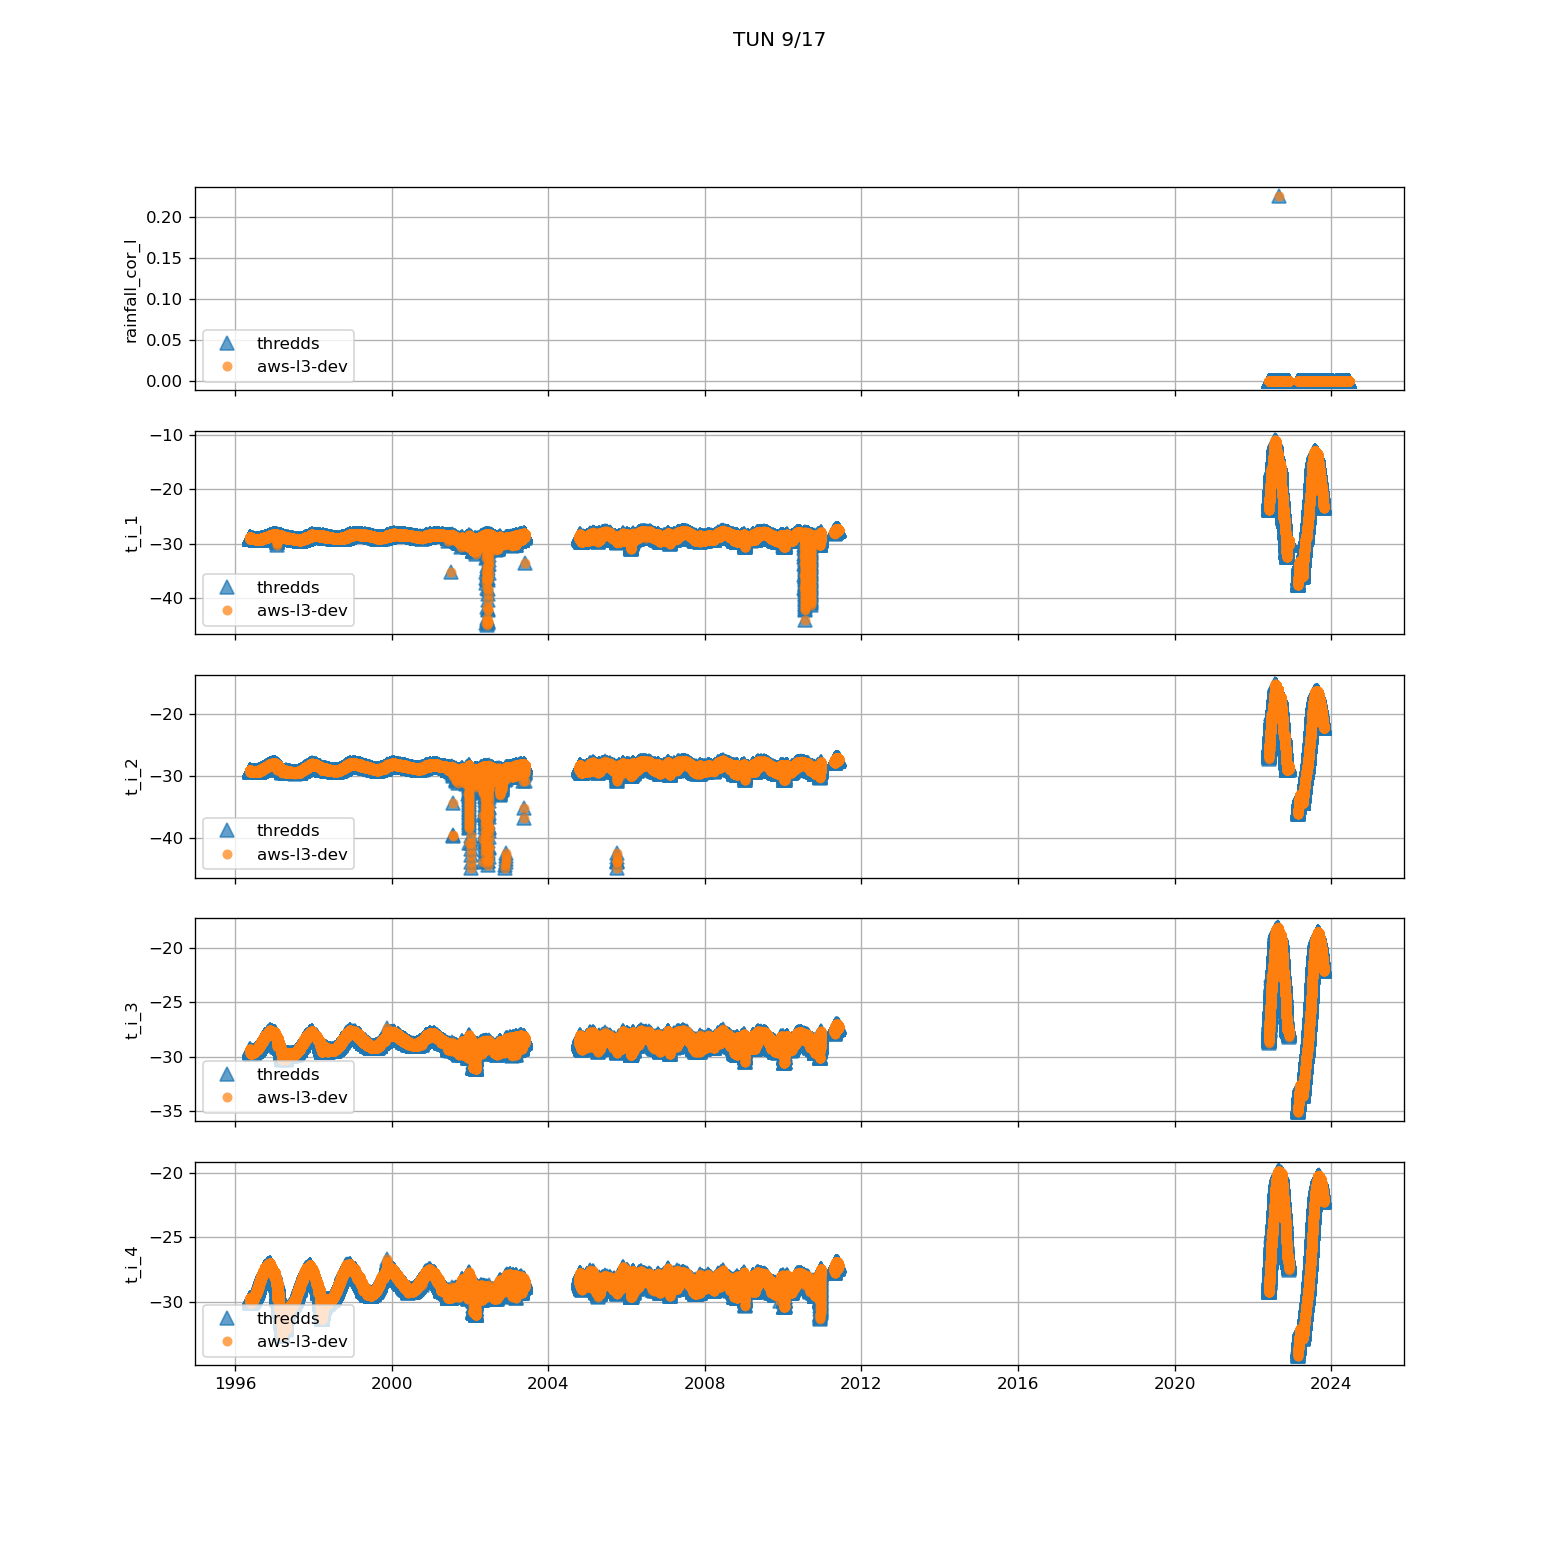 TUN 9/17
rainfall_cor_l
0.20
0.15
0.10
0.05
0.00
thredds
aws-l3-dev
t_i_1
−10
−20
−30
−40
thredds
aws-l3-dev
t_i_2
−20
−30
−40
thredds
aws-l3-dev
t_i_3
−20
−25
−30
−35
thredds
aws-l3-dev
t_i_4
−20
−25
−30
thredds
aws-l3-dev
1996 2000 2004 2008 2012 2016 2020 2024